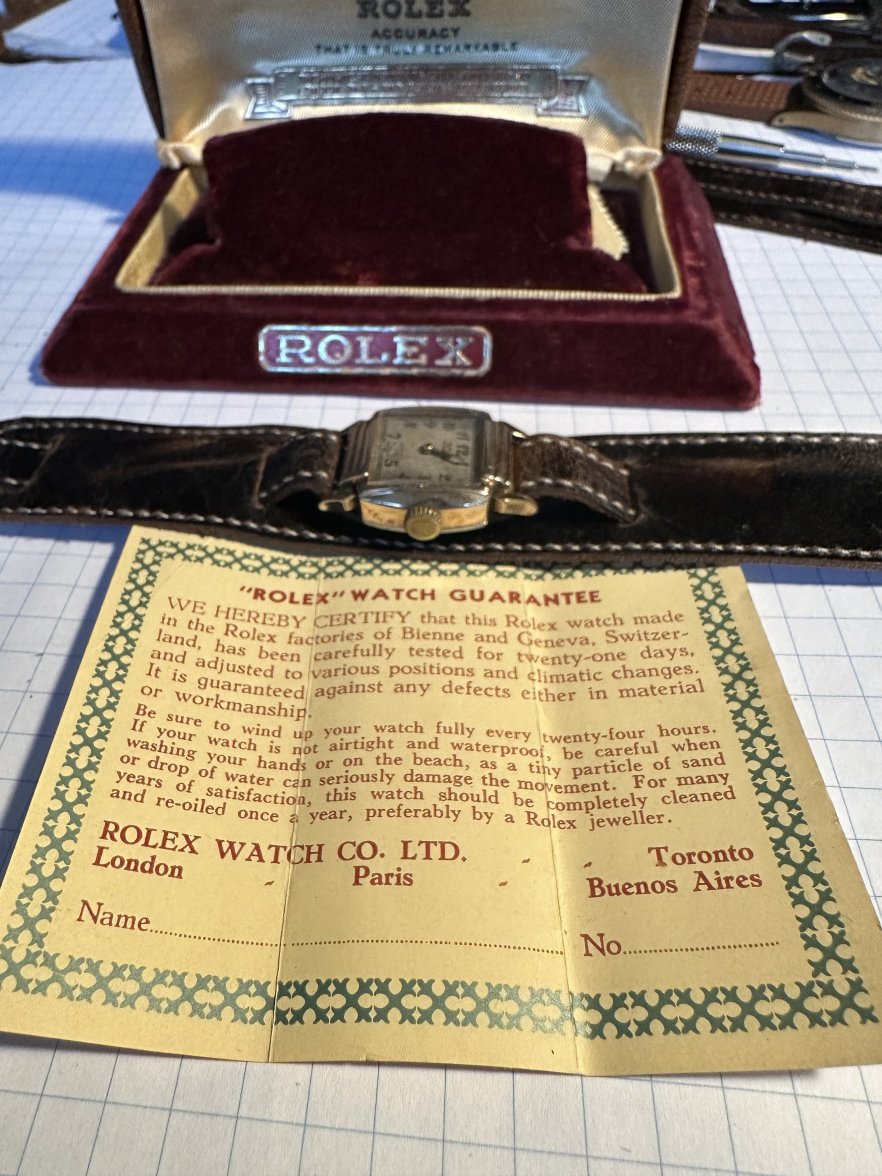 ROLEX
ACCURACY
THAT IS TRULY REMARKABLE
ROLEX
"ROLEX" WATCH GUARANTEE
WE HEREBY CERTIFY that this Rolex watch made
in the Rolex factories of Bienne and Geneva, Switzer-
land, has been carefully tested for twenty-one days,
and adjusted to various positions and climatic changes.
It is guaranteed against any defects either in material
or workmanship.
Be sure to wind up your watch fully every twenty-four hours.
If your watch is not airtight and waterproof, be careful when
washing your hands or on the beach, as a tiny particle of sand
or drop of water can seriously damage the movement. For many
years of satisfaction, this watch should be completely cleaned
and re-oiled once a year, preferably by a Rolex jeweller.
ROLEX WATCH CO. LTD. - - Toronto
London - Paris - Buenos Aires
Name.................... No....................